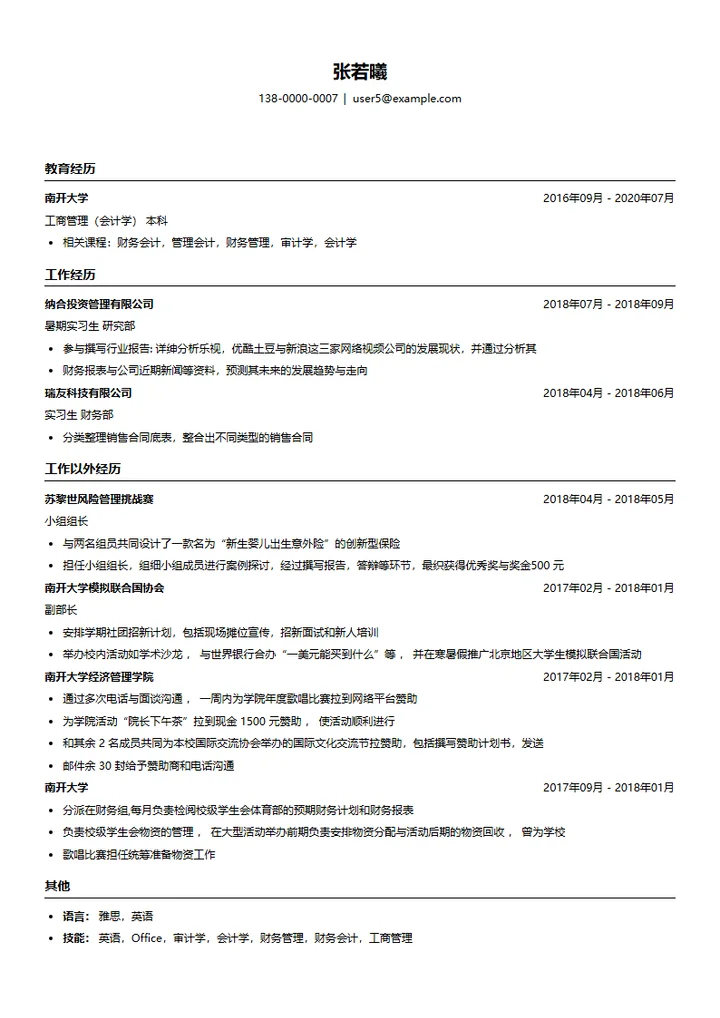 张若曦
138-0000-0007 | user5@example.com
教育经历
南开大学 2016年09月 - 2020年07月
工商管理（会计学） 本科
• 相关课程：财务会计，管理会计，财务管理，审计学，会计学
工作经历
纳合投资管理有限公司 2018年07月 - 2018年09月
暑期实习生 研究部
• 参与撰写行业报告: 详绅分析乐视，优酷土豆与新浪这三家网络视频公司的发展现状，并通过分析其
• 财务报表与公司近期新闻等资料，预测其未来的发展趋势与走向
瑞友科技有限公司 2018年04月 - 2018年06月
实习生 财务部
• 分类整理销售合同底表，整合出不同类型的销售合同
工作以外经历
苏黎世风险管理挑战赛 2018年04月 - 2018年05月
小组组长
• 与两名组员共同设计了一款名为“新生婴儿出生意外险”的创新型保险
• 担任小组组长，组细小组成员进行案例探讨，经过撰写报告，答辩等环节，最织获得优秀奖与奖金500 元
南开大学模拟联合国协会 2017年02月 - 2018年01月
副部长
• 安排学期社团招新计划，包括现场摊位宣传，招新面试和新人培训
• 举办校内活动如学术沙龙 ， 与世界银行合办“一美元能买到什么”等 ， 并在寒暑假推广北京地区大学生模拟联合国活动
南开大学经济管理学院 2017年02月 - 2018年01月
• 通过多次电话与面谈沟通 ， 一周内为学院年度歌唱比赛拉到网络平台赞助
• 为学院活动“院长下午茶”拉到现金 1500 元赞助 ， 使活动顺利进行
• 和其余 2 名成员共同为本校国际交流协会举办的国际文化交流节拉赞助，包括撰写赞助计划书，发送
• 邮件余 30 封给予赞助商和电话沟通
南开大学 2017年09月 - 2018年01月
• 分派在财务组,每月负责检阅校级学生会体育部的预期财务计划和财务报表
• 负责校级学生会物资的管理 ， 在大型活动举办前期负责安排物资分配与活动后期的物资回收 ， 曾为学校
• 歌唱比赛担任统筹准备物资工作
其他
• 语言： 雅思，英语
• 技能： 英语，Office，审计学，会计学，财务管理，财务会计，工商管理